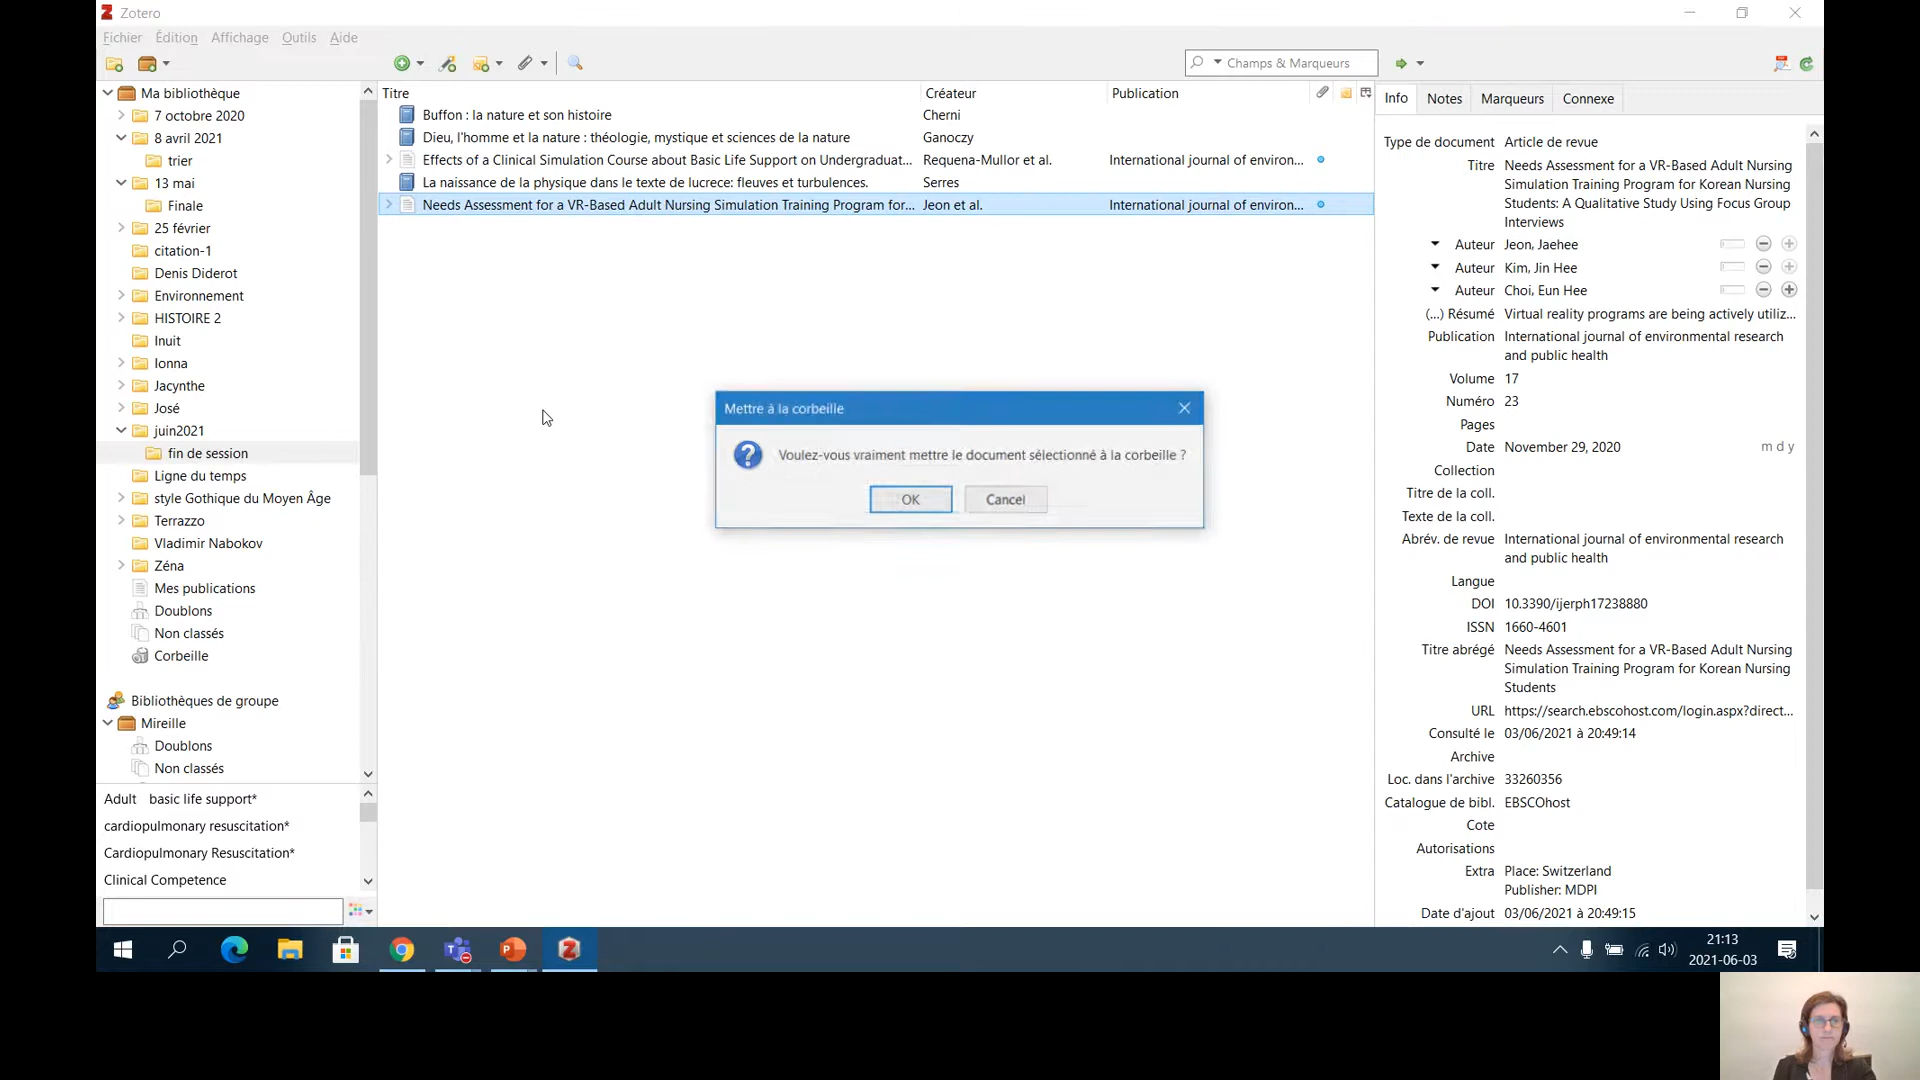 Zotero
Fichier Édition Affichage Outils Aide
Champs & Marqueurs
Ma bibliothèque
7 octobre 2020
8 avril 2021
trier
13 mai
Finale
25 février
citation-1
Denis Diderot
Environnement
HISTOIRE 2
Inuit
Ionna
Jacynthe
José
juin2021
fin de session
Ligne du temps
style Gothique du Moyen Âge
Terrazzo
Vladimir Nabokov
Zéna
Mes publications
Doublons
Non classés
Corbeille
Bibliothèques de groupe
Mireille
Doublons
Non classés
Adult basic life support*
cardiopulmonary resuscitation*
Cardiopulmonary Resuscitation*
Clinical Competence
Titre Créateur Publication
Buffon : la nature et son histoire Cherni
Dieu, l'homme et la nature : théologie, mystique et sciences de la nature Ganoczy
Effects of a Clinical Simulation Course about Basic Life Support on Undergraduat... Requena-Mullor et al. International journal of environ...
La naissance de la physique dans le texte de lucrece: fleuves et turbulences. Serres
Needs Assessment for a VR-Based Adult Nursing Simulation Training Program for... Jeon et al. International journal of environ...
Mettre à la corbeille
Voulez-vous vraiment mettre le document sélectionné à la corbeille ?
OK Cancel
Info Notes Marqueurs Connexe
Type de document Article de revue
Titre Needs Assessment for a VR-Based Adult Nursing
Simulation Training Program for Korean Nursing
Students: A Qualitative Study Using Focus Group
Interviews
Auteur Jeon, Jaehee
Auteur Kim, Jin Hee
Auteur Choi, Eun Hee
(...) Résumé Virtual reality programs are being actively utiliz...
Publication International journal of environmental research
and public health
Volume 17
Numéro 23
Pages
Date November 29, 2020 m d y
Collection
Titre de la coll.
Texte de la coll.
Abrév. de revue International journal of environmental research
and public health
Langue
DOI 10.3390/ijerph17238880
ISSN 1660-4601
Titre abrégé Needs Assessment for a VR-Based Adult Nursing
Simulation Training Program for Korean Nursing
Students
URL https://search.ebscohost.com/login.aspx?direct...
Consulté le 03/06/2021 à 20:49:14
Archive
Loc. dans l'archive 33260356
Catalogue de bibl. EBSCOhost
Cote
Autorisations
Extra Place: Switzerland
Publisher: MDPI
Date d'ajout 03/06/2021 à 20:49:15
21:13
2021-06-03